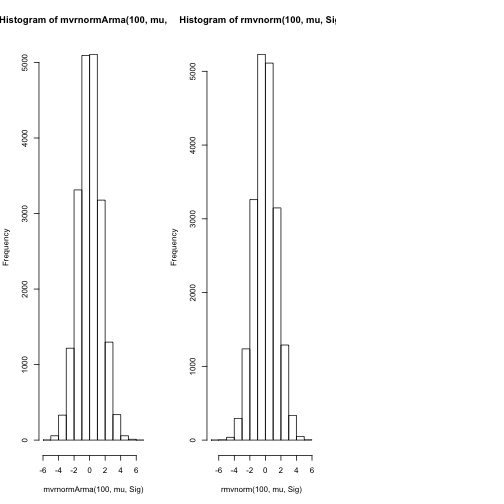 Histogram of mvrnormArma(100, mu,
Frequency
5000
4000
3000
2000
1000
0
-6 -4 -2 0 2 4 6
mvrnormArma(100, mu, Sig)
Histogram of rmvnorm(100, mu, Sig
Frequency
5000
4000
3000
2000
1000
0
-6 -4 -2 0 2 4 6
rmvnorm(100, mu, Sig)